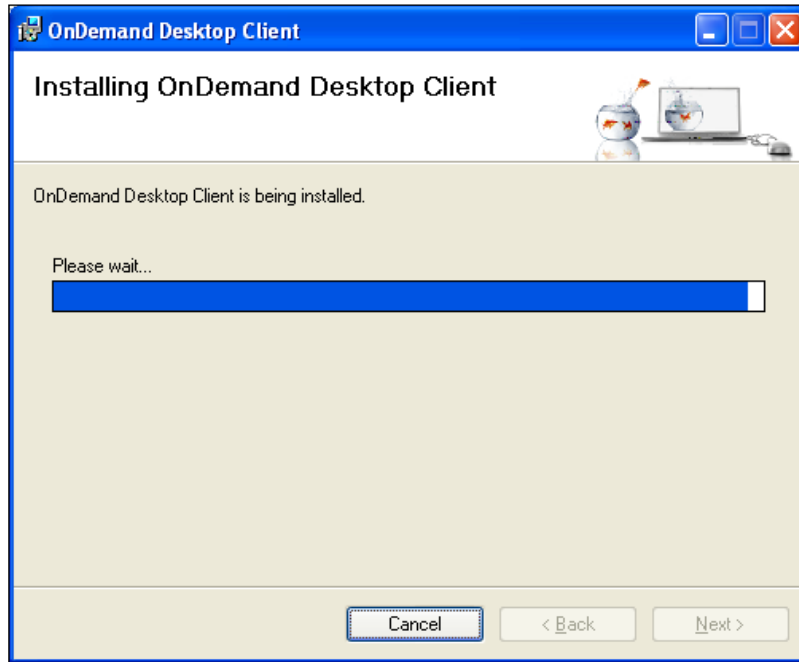 OnDemand Desktop Client
Installing OnDemand Desktop Client
OnDemand Desktop Client is being installed.
Please wait...
Cancel
< Back
Next >